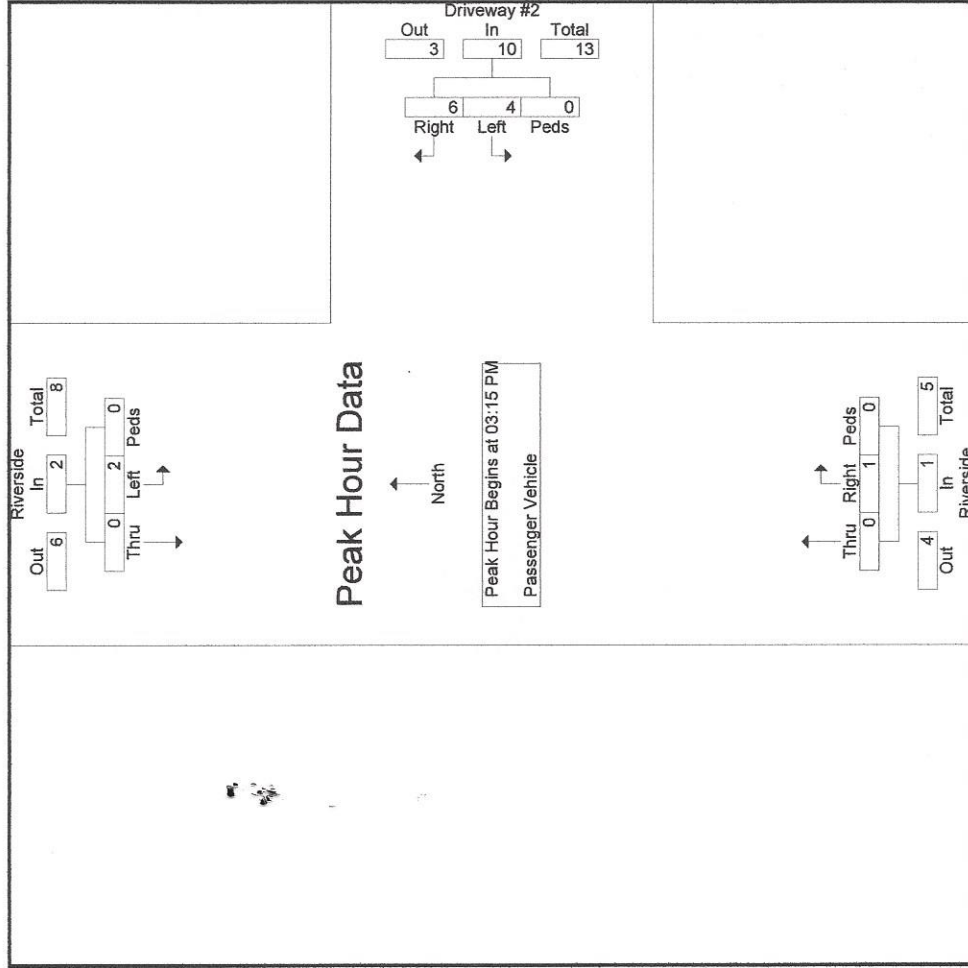 Driveway #2
Out In Total
3 10 13
6 4 0
Right Left Peds
Riverside
Out In Total
6 2 8
0 2 0
Thru Left Peds
Peak Hour Data
North
Peak Hour Begins at 03:15 PM
Passenger Vehicle
Thru Right Peds
0 1 0
4 1 5
Out In Total
Riverside